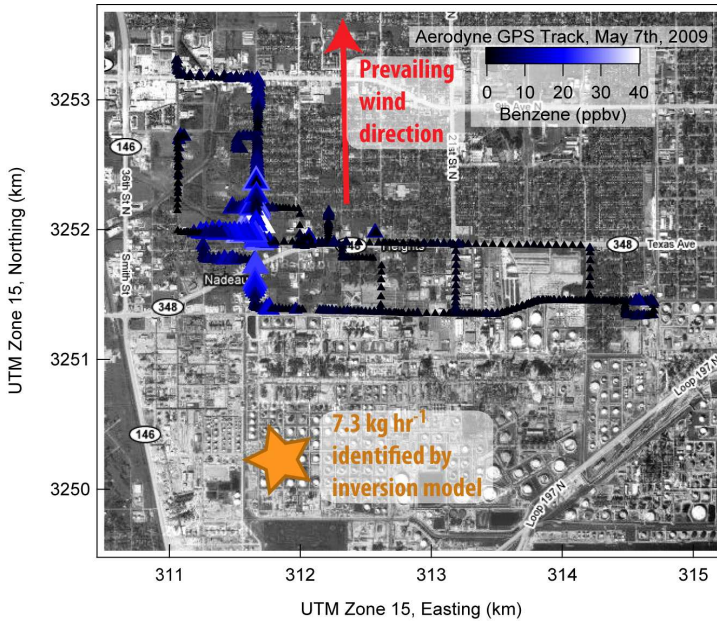 Aerodyne GPS Track, May 7th, 2009
0 10 20 30 40
Benzene (ppbv)
Prevailing
wind
direction
9th Ave N
21st St N
146
36th St N
Smith St
348
Nadeau
Heights
348
Texas Ave
146
Loop 197 N
Loop 197 N
7.3 kg hr⁻¹
identified by
inversion model
3253
3252
3251
3250
UTM Zone 15, Northing (km)
311 312 313 314 315
UTM Zone 15, Easting (km)